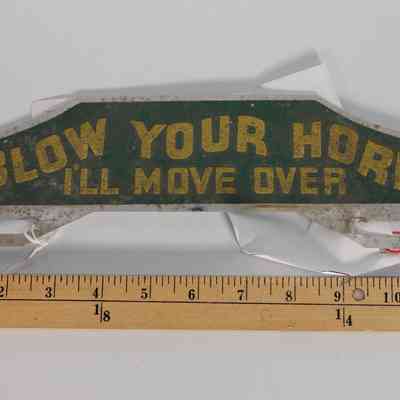 BLOW YOUR HORN
I'LL MOVE OVER
2 3 4 5 6 7 8 9 10
1/8 1/4